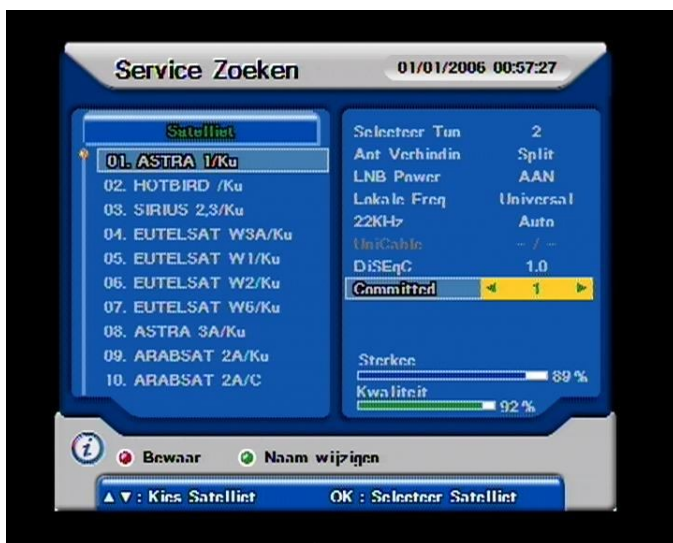 Service Zoeken
01/01/2006 00:57:27
Satelliet
01. ASTRA 1/Ku
02. HOTBIRD /Ku
03. SIRIUS 2,3/Ku
04. EUTELSAT W3A/Ku
05. EUTELSAT W1/Ku
06. EUTELSAT W2/Ku
07. EUTELSAT W6/Ku
08. ASTRA 3A/Ku
09. ARABSAT 2A/Ku
10. ARABSAT 2A/C
Selecteer Tun 2
Ant Verbindin Split
LNB Power AAN
Lokale Freq Universal
22KHz Auto
UniCable -- / --
DiSEqC 1.0
Committed ◄ 1 ►
Sterkee
89 %
Kwaliteit
92 %
i
Bewaar Naam wijzigen
▲ ▼ : Kies Satelliet OK : Selecteer Satelliet